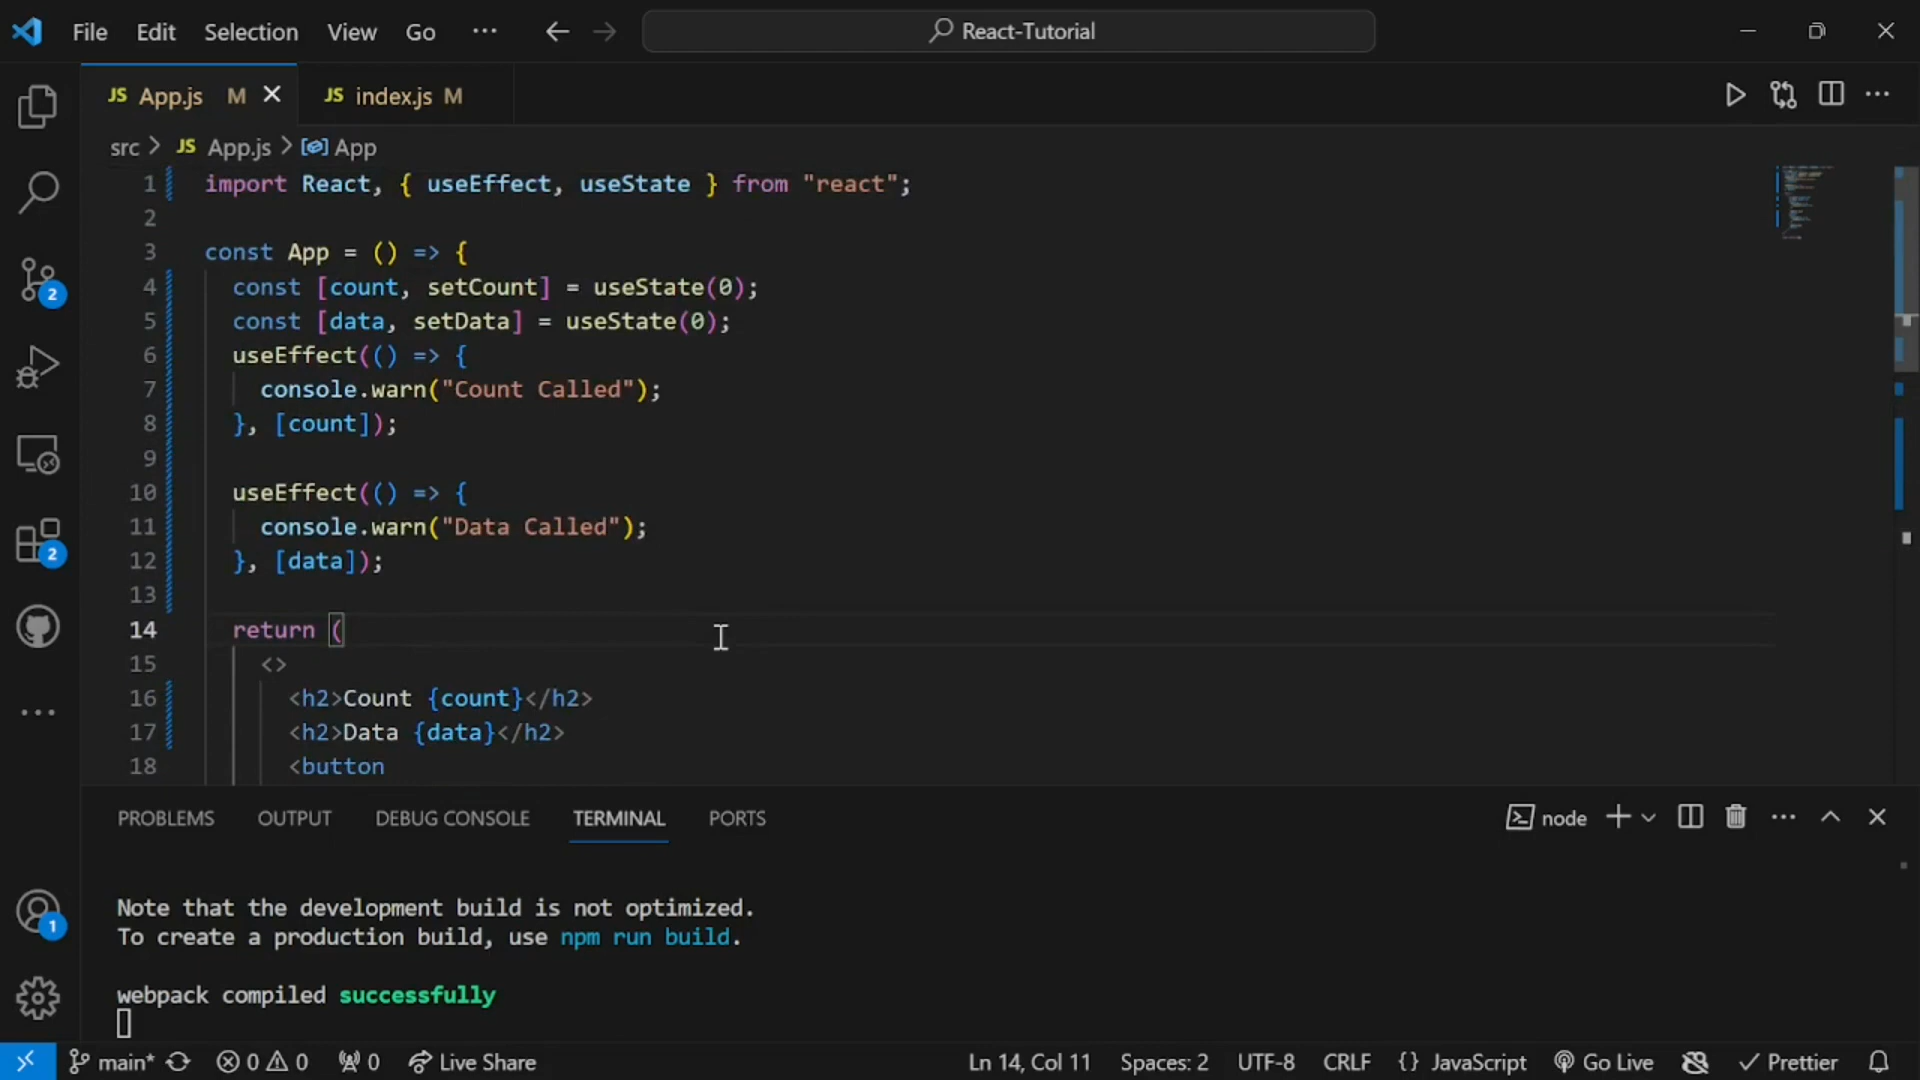 File Edit Selection View Go ··· React-Tutorial
JS App.js M JS index.js M
src > JS App.js > App
1 import React, { useEffect, useState } from "react";
2
3 const App = () => {
4 const [count, setCount] = useState(0);
5 const [data, setData] = useState(0);
6 useEffect(() => {
7 console.warn("Count Called");
8 }, [count]);
9
10 useEffect(() => {
11 console.warn("Data Called");
12 }, [data]);
13
14 return (
15 <>
16 <h2>Count {count}</h2>
17 <h2>Data {data}</h2>
18 <button
2
2
1
PROBLEMS OUTPUT DEBUG CONSOLE TERMINAL PORTS node
Note that the development build is not optimized.
To create a production build, use npm run build.
webpack compiled successfully
main* 0 0 0 Live Share Ln 14, Col 11 Spaces: 2 UTF-8 CRLF {} JavaScript Go Live Prettier